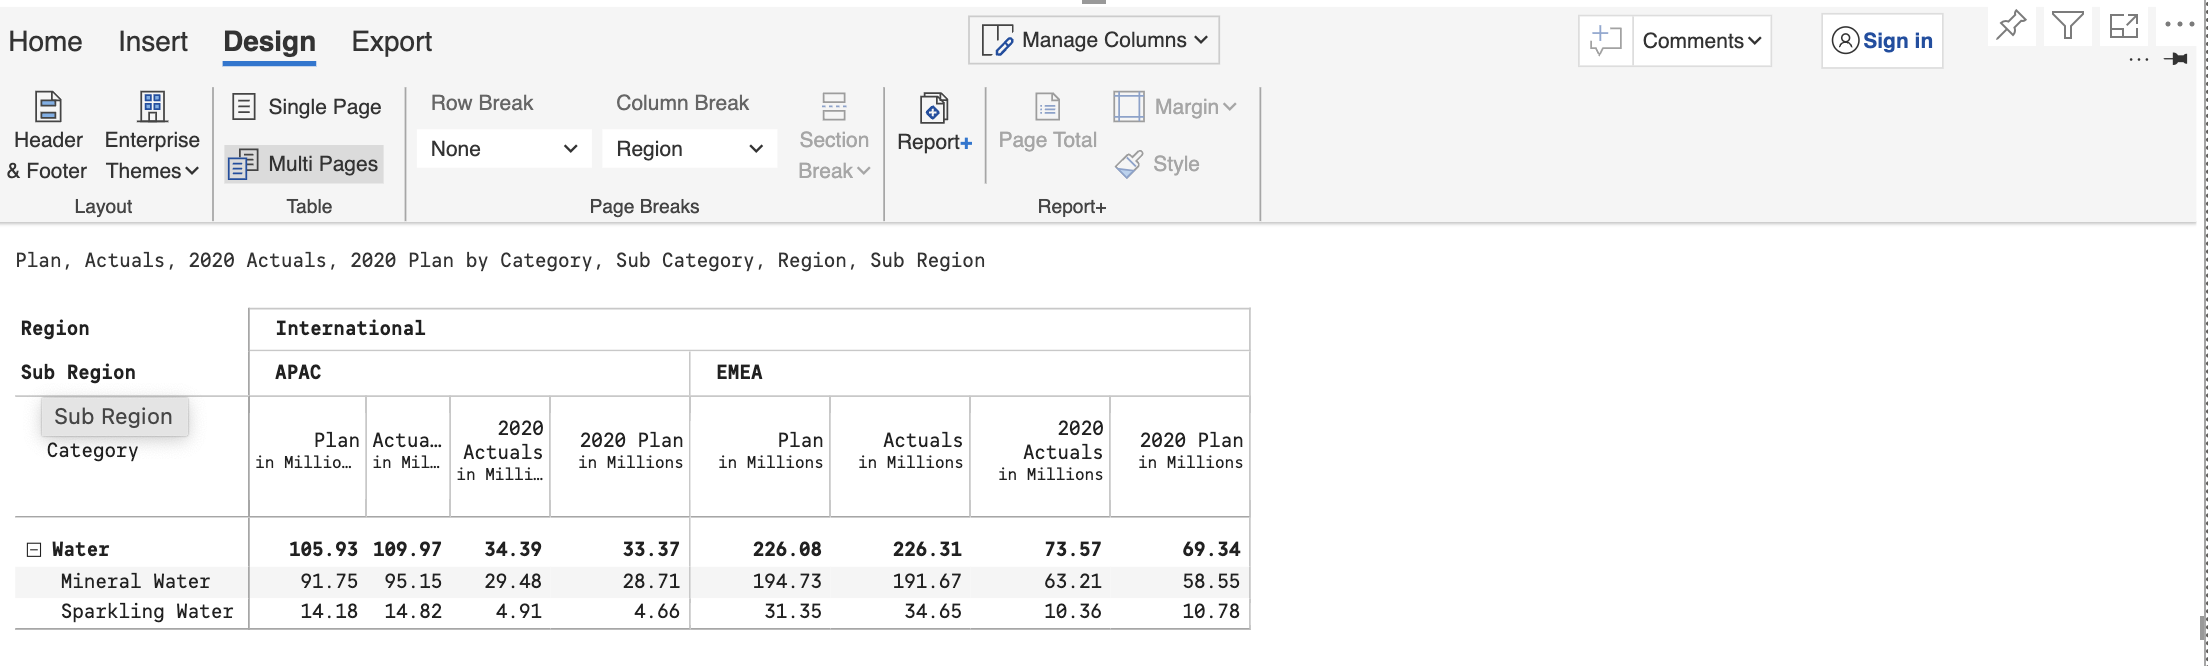 Home Insert Design Export Manage Columns Comments Sign in
Header & Footer
Enterprise Themes
Layout
Single Page
Multi Pages
Table
Row Break Column Break
None Region
Section Break
Page Breaks
Report+
Page Total
Margin
Style
Report+
Plan, Actuals, 2020 Actuals, 2020 Plan by Category, Sub Category, Region, Sub Region
Region International
Sub Region APAC EMEA
Sub Region
Category
Plan in Millio… Actua… in Mil… 2020 Actuals in Milli… 2020 Plan in Millions Plan in Millions Actuals in Millions 2020 Actuals in Millions 2020 Plan in Millions
Water 105.93 109.97 34.39 33.37 226.08 226.31 73.57 69.34
Mineral Water 91.75 95.15 29.48 28.71 194.73 191.67 63.21 58.55
Sparkling Water 14.18 14.82 4.91 4.66 31.35 34.65 10.36 10.78